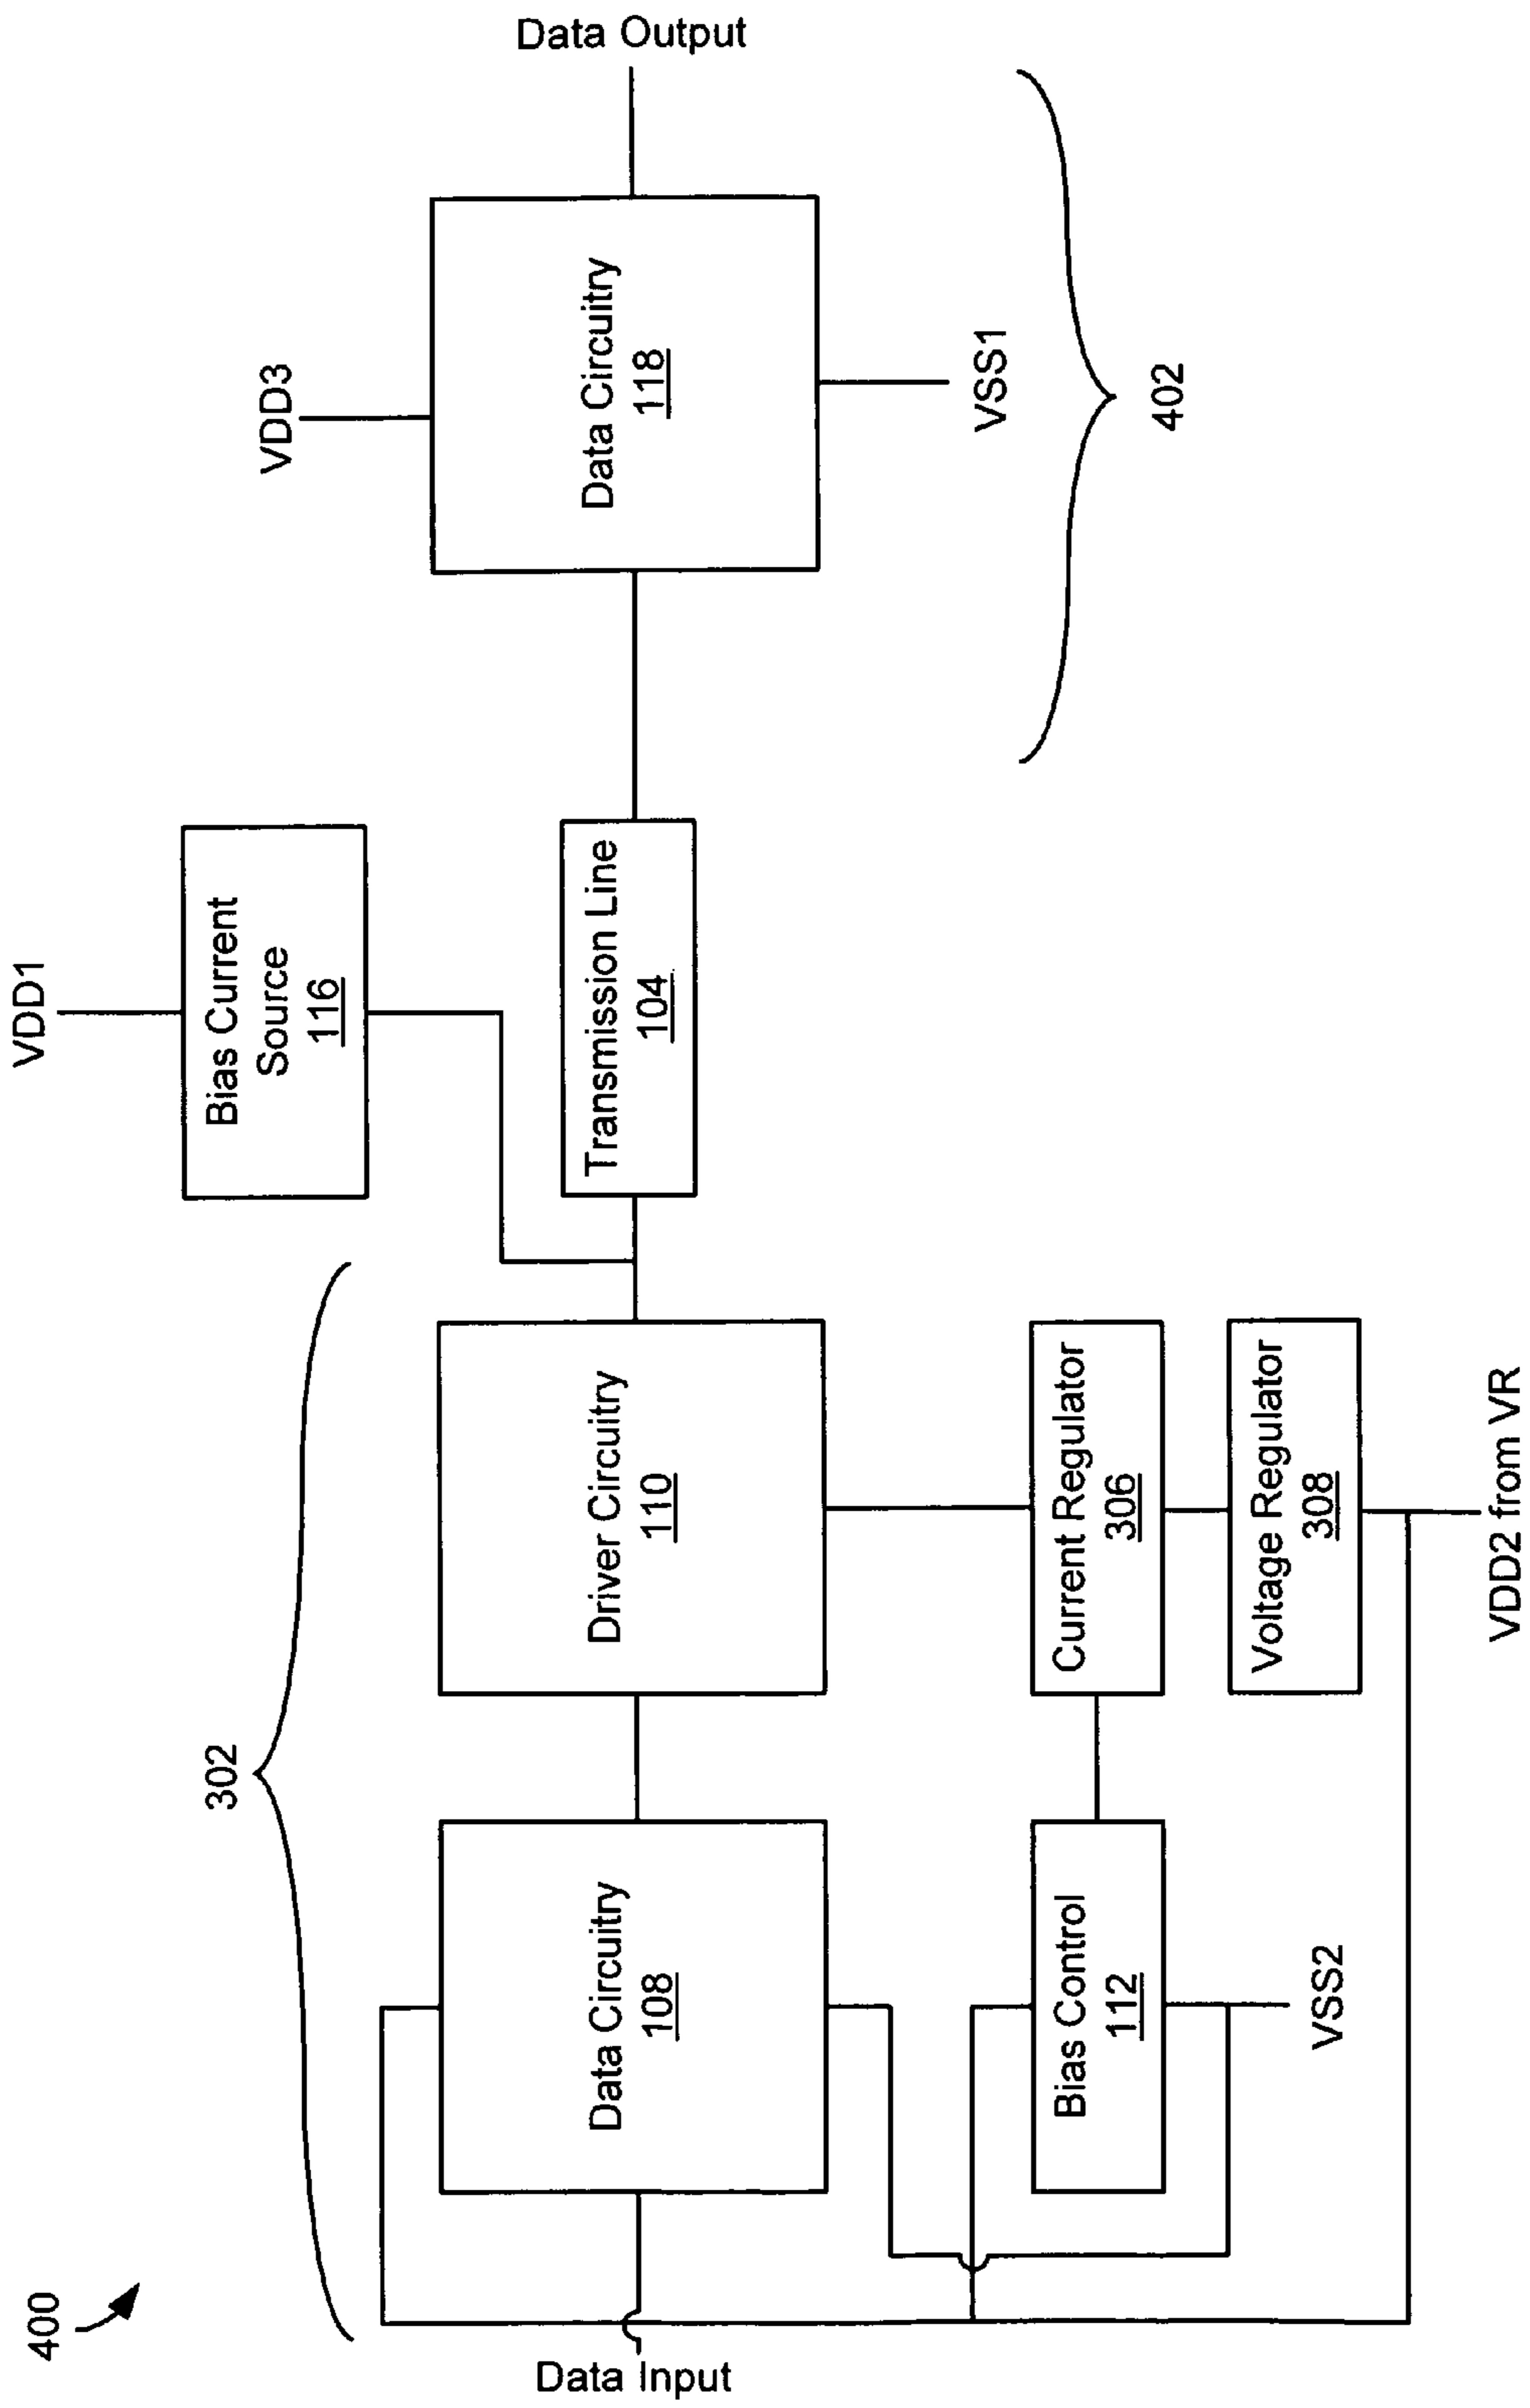 400
302
VDD1
Bias Current
Source
116
VDD3
Data Input
Data Circuitry
108
Driver Circuitry
110
Transmission Line
104
Data Circuitry
118
Data Output
Bias Control
112
VSS2
Current Regulator
306
Voltage Regulator
308
VDD2 from VR
VSS1
402